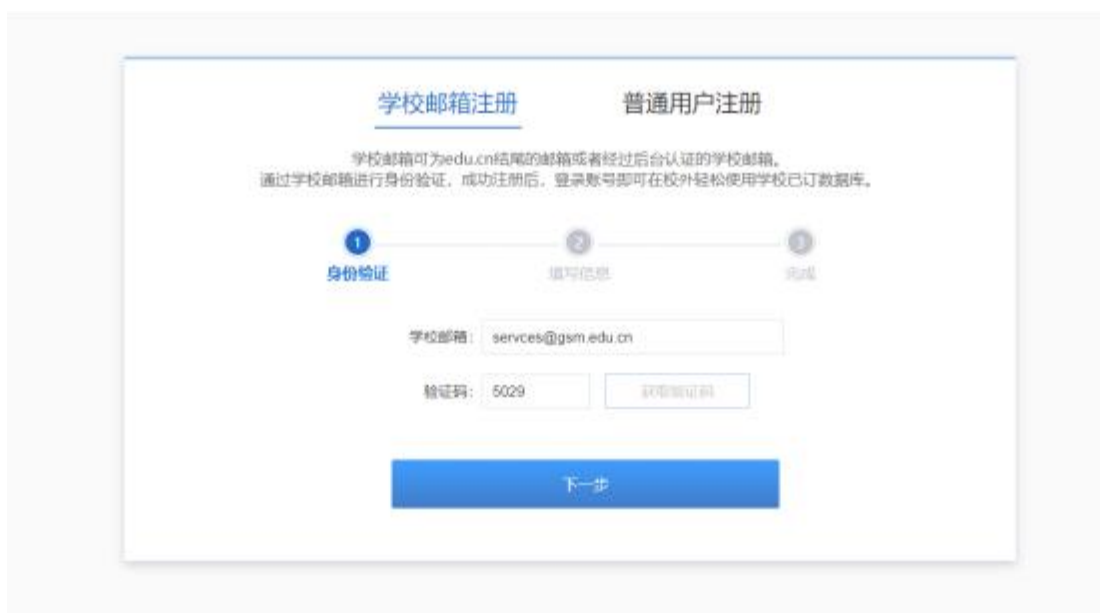 学校邮箱注册 普通用户注册
学校邮箱可为edu.cn结尾的邮箱或者经过后台认证的学校邮箱。
通过学校邮箱进行身份验证，成功注册后，登录账号即可在校外轻松使用学校已订数据库。
1 2 3
身份验证 填写信息 完成
学校邮箱： servces@gsm.edu.cn
验证码： 5029 获取验证码
下一步